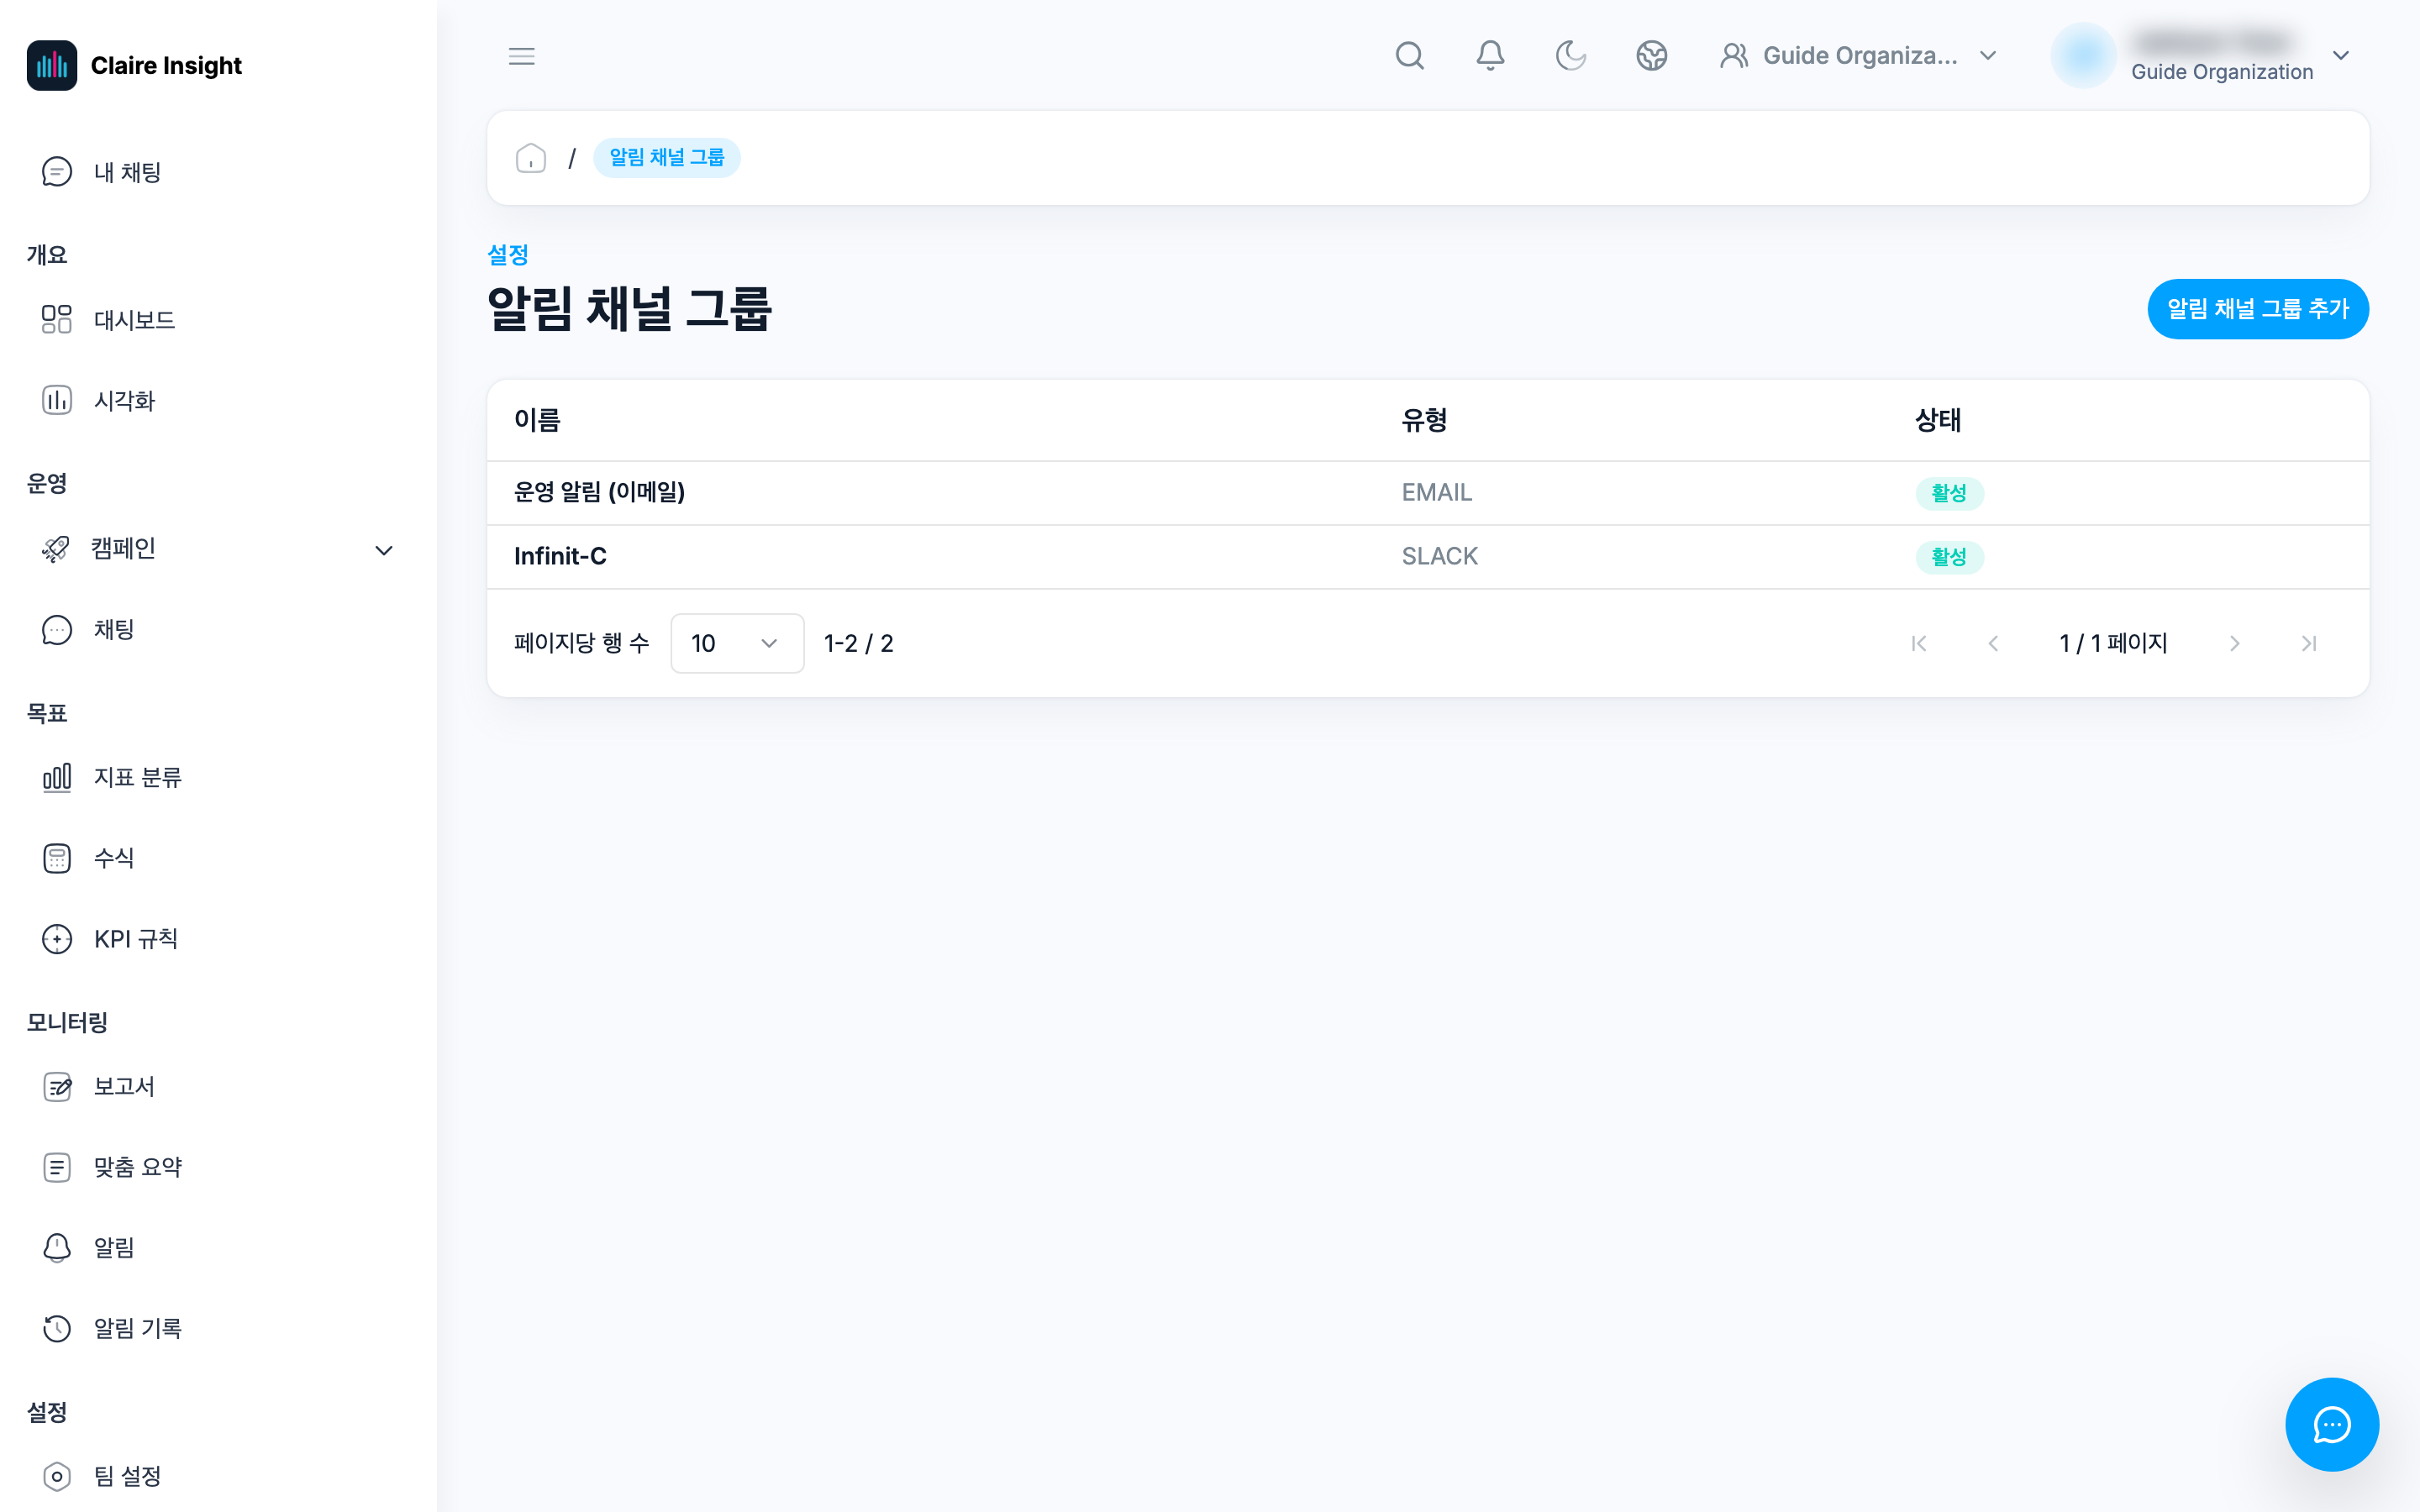 Claire Insight
내 채팅
개요
대시보드
시각화
운영
캠페인
채팅
목표
지표 분류
수식
KPI 규칙
모니터링
보고서
맞춤 요약
알림
알림 기록
설정
팀 설정
Guide Organiza...
Guide Organization
/ 알림 채널 그룹
설정
알림 채널 그룹
알림 채널 그룹 추가
이름 유형 상태
운영 알림 (이메일) EMAIL 활성
Infinit-C SLACK 활성
페이지당 행 수 10 1-2 / 2 1 / 1 페이지